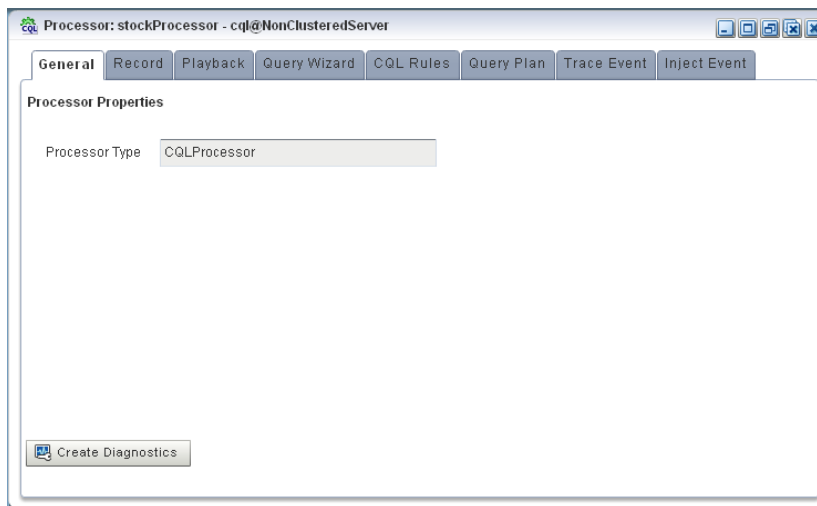 CQL
Processor: stockProcessor - cql@NonClusteredServer
General Record Playback Query Wizard CQL Rules Query Plan Trace Event Inject Event
Processor Properties
Processor Type CQLProcessor
Create Diagnostics